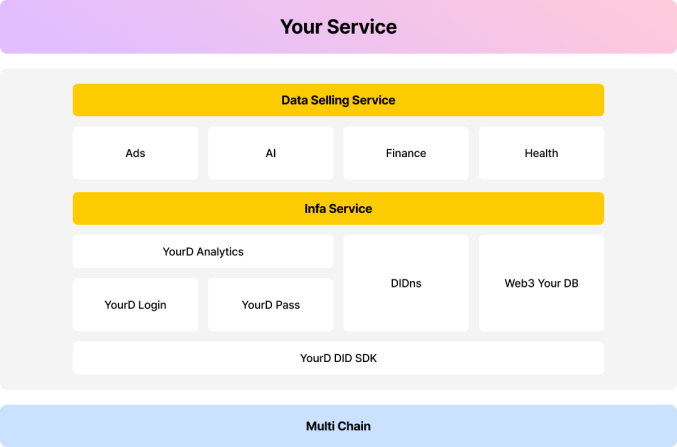 Your Service
Data Selling Service
Ads
AI
Finance
Health
Infa Service
YourD Analytics
DIDns
Web3 Your DB
YourD Login
YourD Pass
YourD DID SDK
Multi Chain